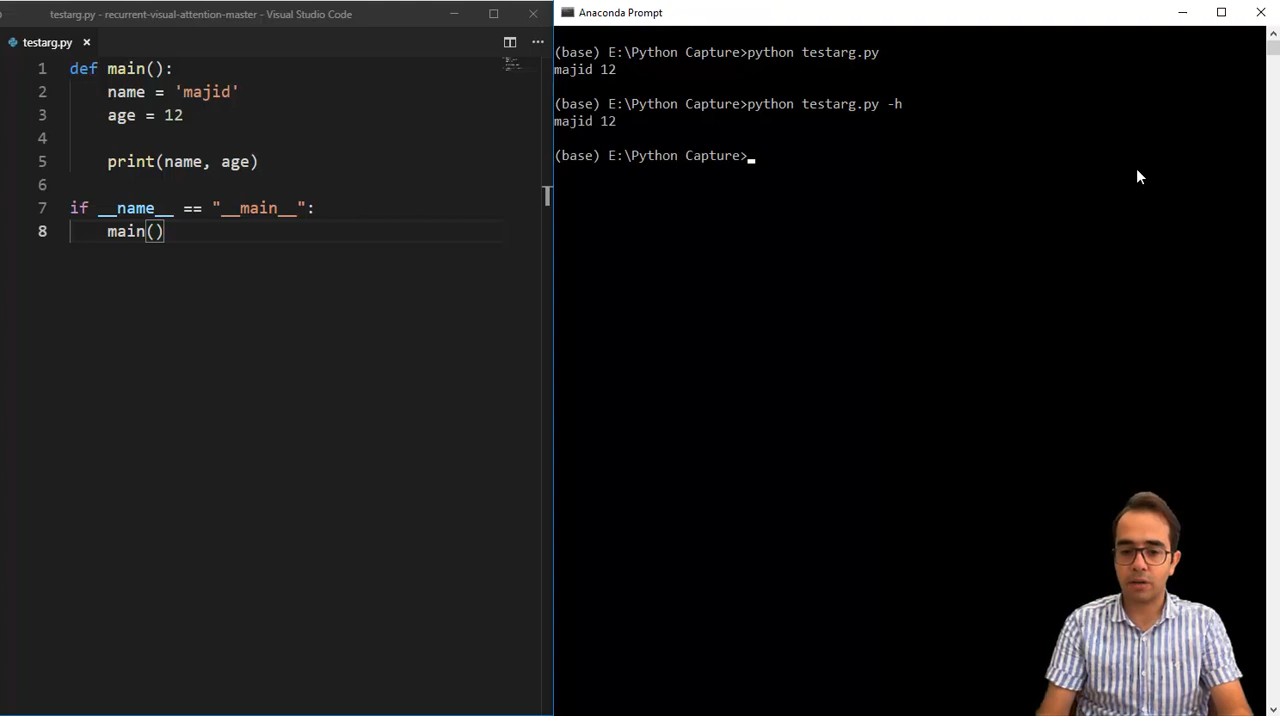 testarg.py - recurrent-visual-attention-master - Visual Studio Code
testarg.py
1 def main():
2     name = 'majid'
3     age = 12
4
5     print(name, age)
6
7 if __name__ == "__main__":
8     main()
Anaconda Prompt
(base) E:\Python Capture>python testarg.py
majid 12
(base) E:\Python Capture>python testarg.py -h
majid 12
(base) E:\Python Capture>